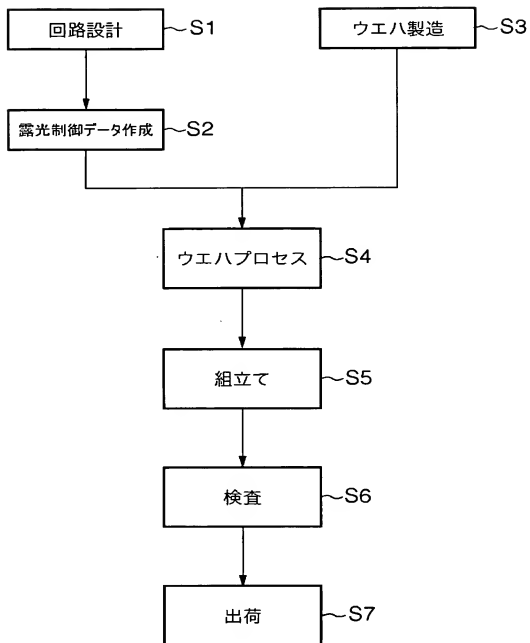 回路設計 S1
ウエハ製造 S3
露光制御データ作成 S2
ウエハプロセス S4
組立て S5
検査 S6
出荷 S7